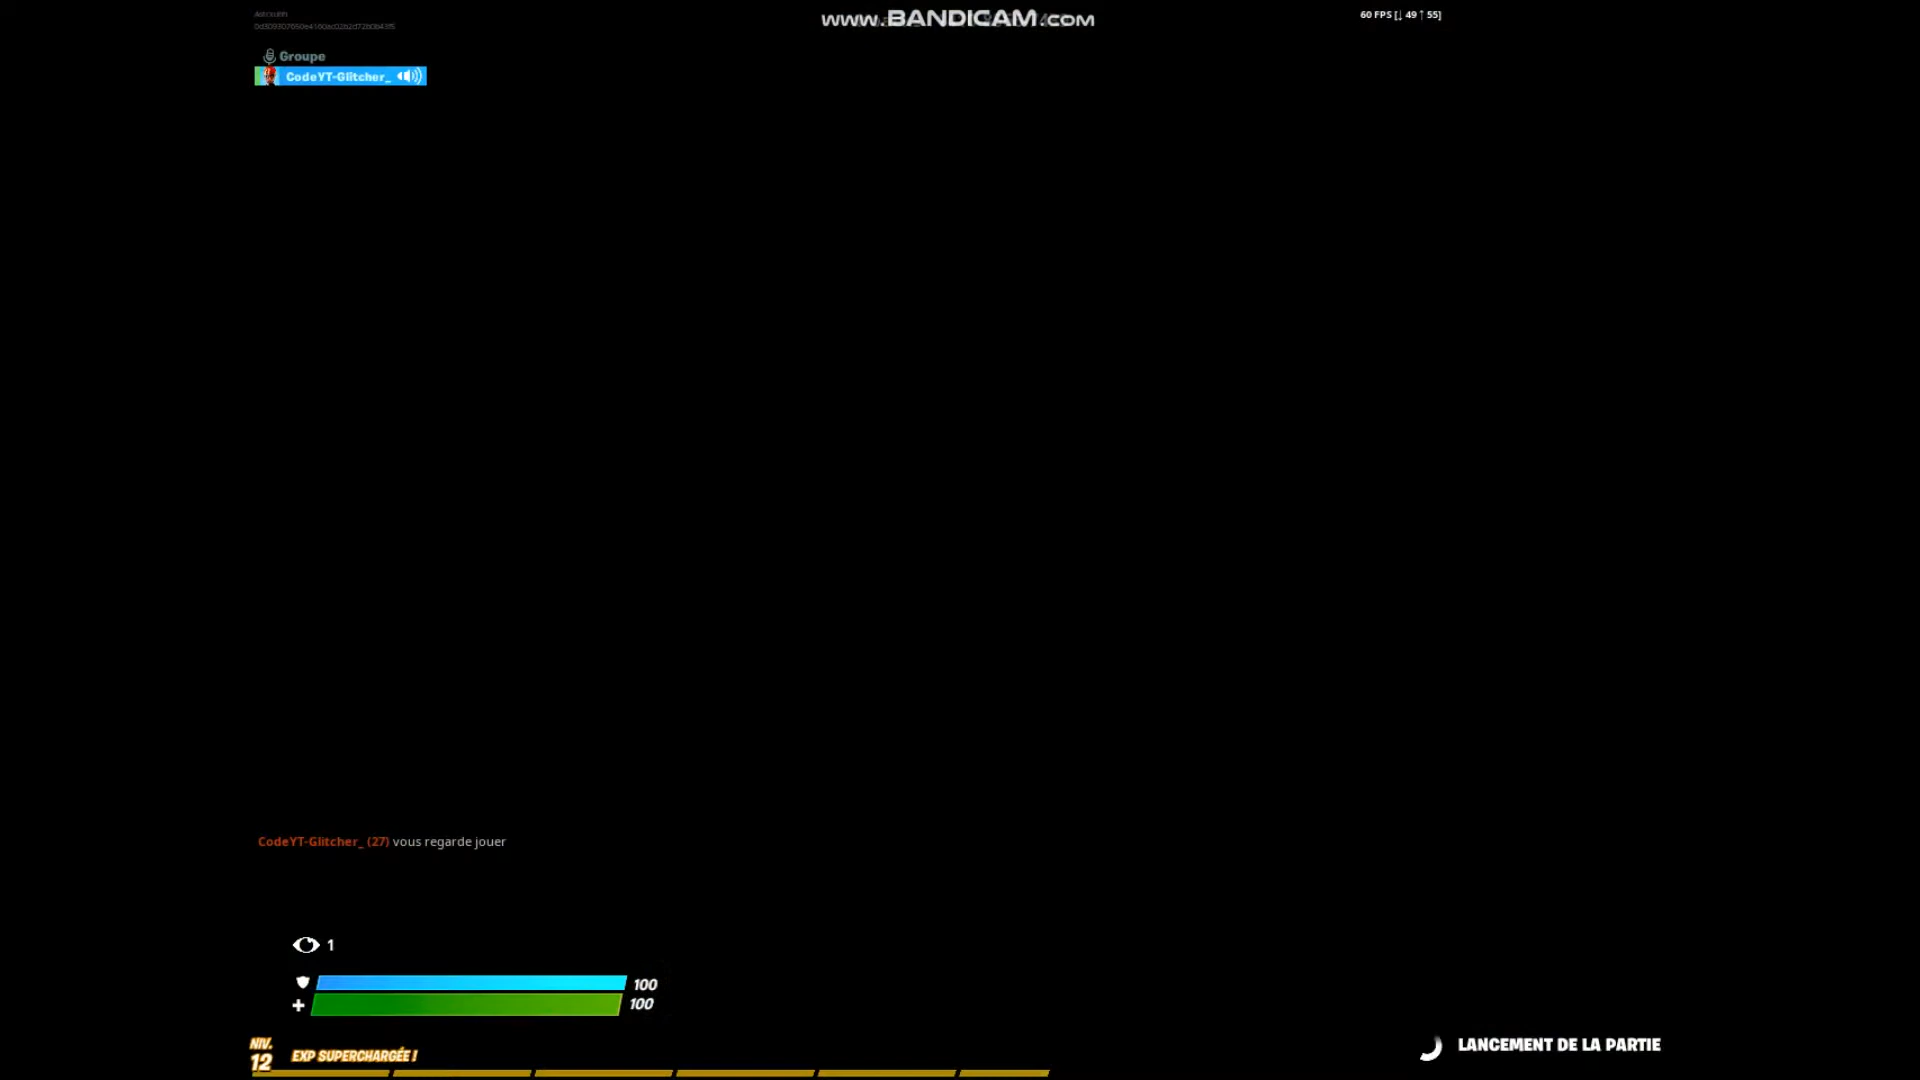 www.BANDICAM.com
60 FPS [↓ 49 ↑ 55]
Groupe
CodeYT-Glitcher_
CodeYT-Glitcher_ (27) vous regarde jouer
1
100
100
NIV.
12
EXP SUPERCHARGÉE !
LANCEMENT DE LA PARTIE